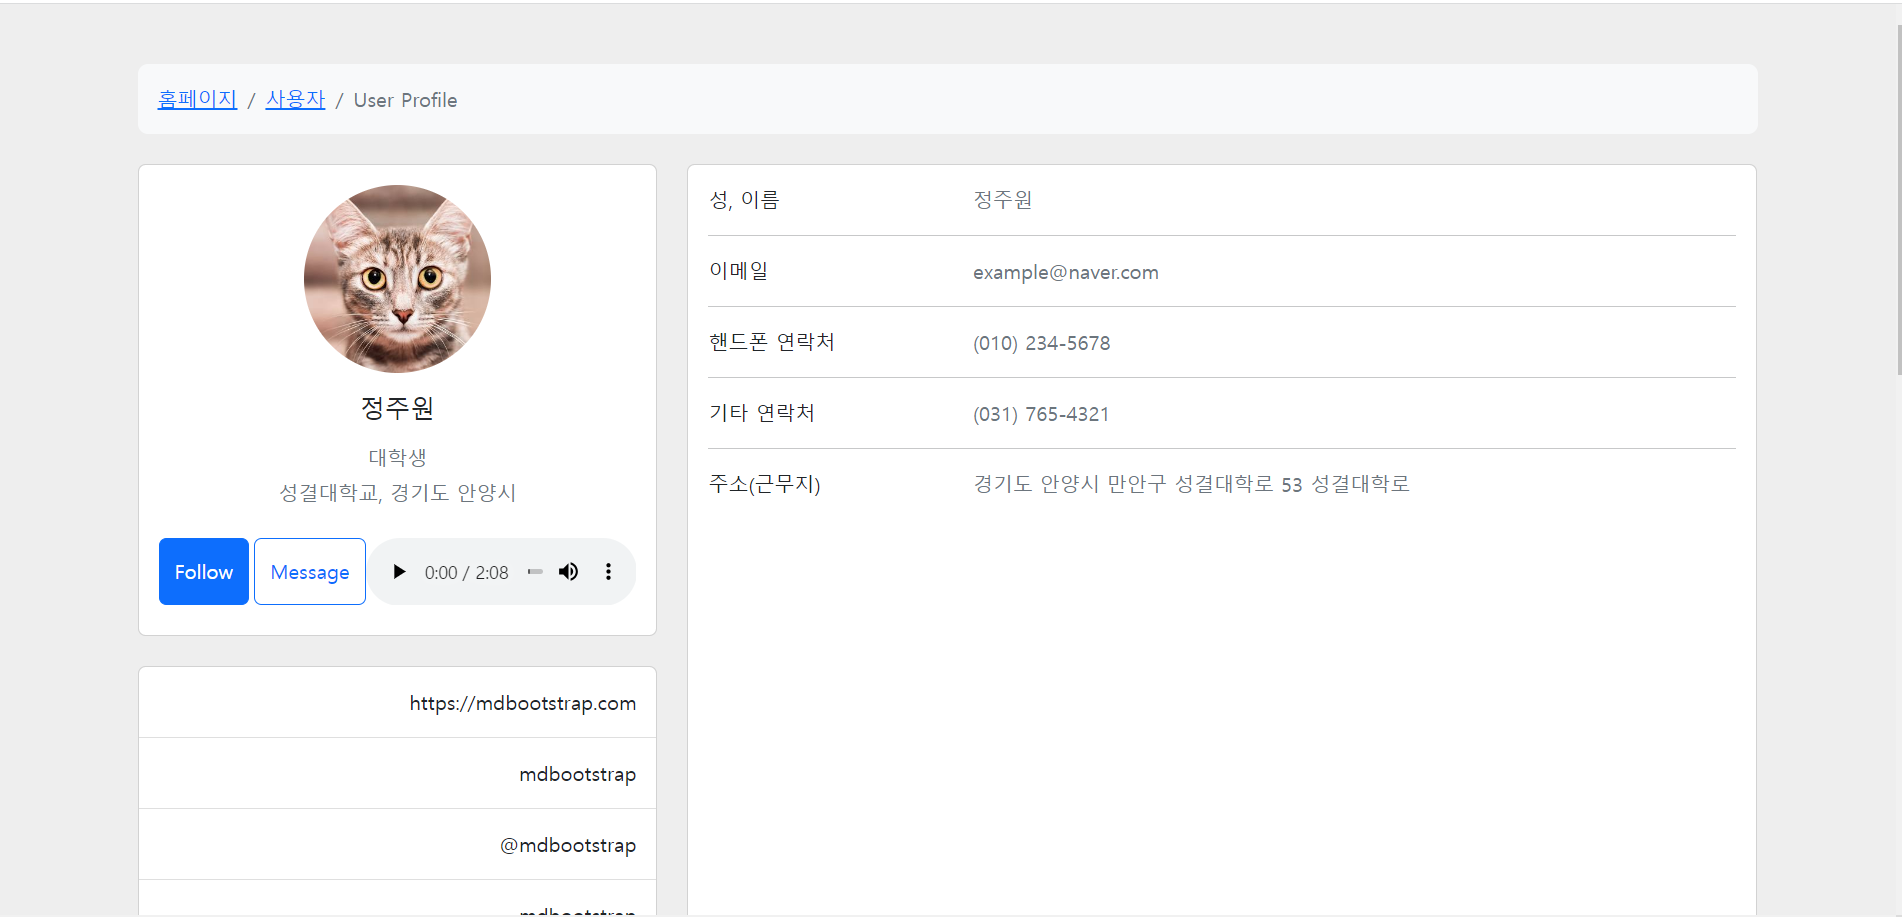 홈페이지 / 사용자 / User Profile
정주원
대학생
성결대학교, 경기도 안양시
Follow Message 0:00 / 2:08
https://mdbootstrap.com
mdbootstrap
@mdbootstrap
mdbootstrap
성, 이름 정주원
이메일 example@naver.com
핸드폰 연락처 (010) 234-5678
기타 연락처 (031) 765-4321
주소(근무지) 경기도 안양시 만안구 성결대학로 53 성결대학로